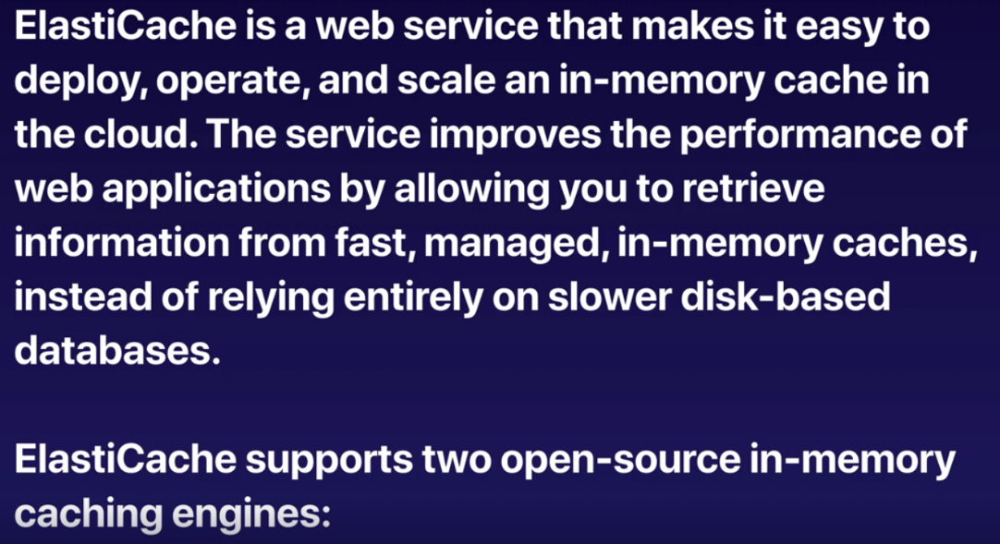 ElastiCache is a web service that makes it easy to
deploy, operate, and scale an in-memory cache in
the cloud. The service improves the performance of
web applications by allowing you to retrieve
information from fast, managed, in-memory caches,
instead of relying entirely on slower disk-based
databases.
ElastiCache supports two open-source in-memory
caching engines: